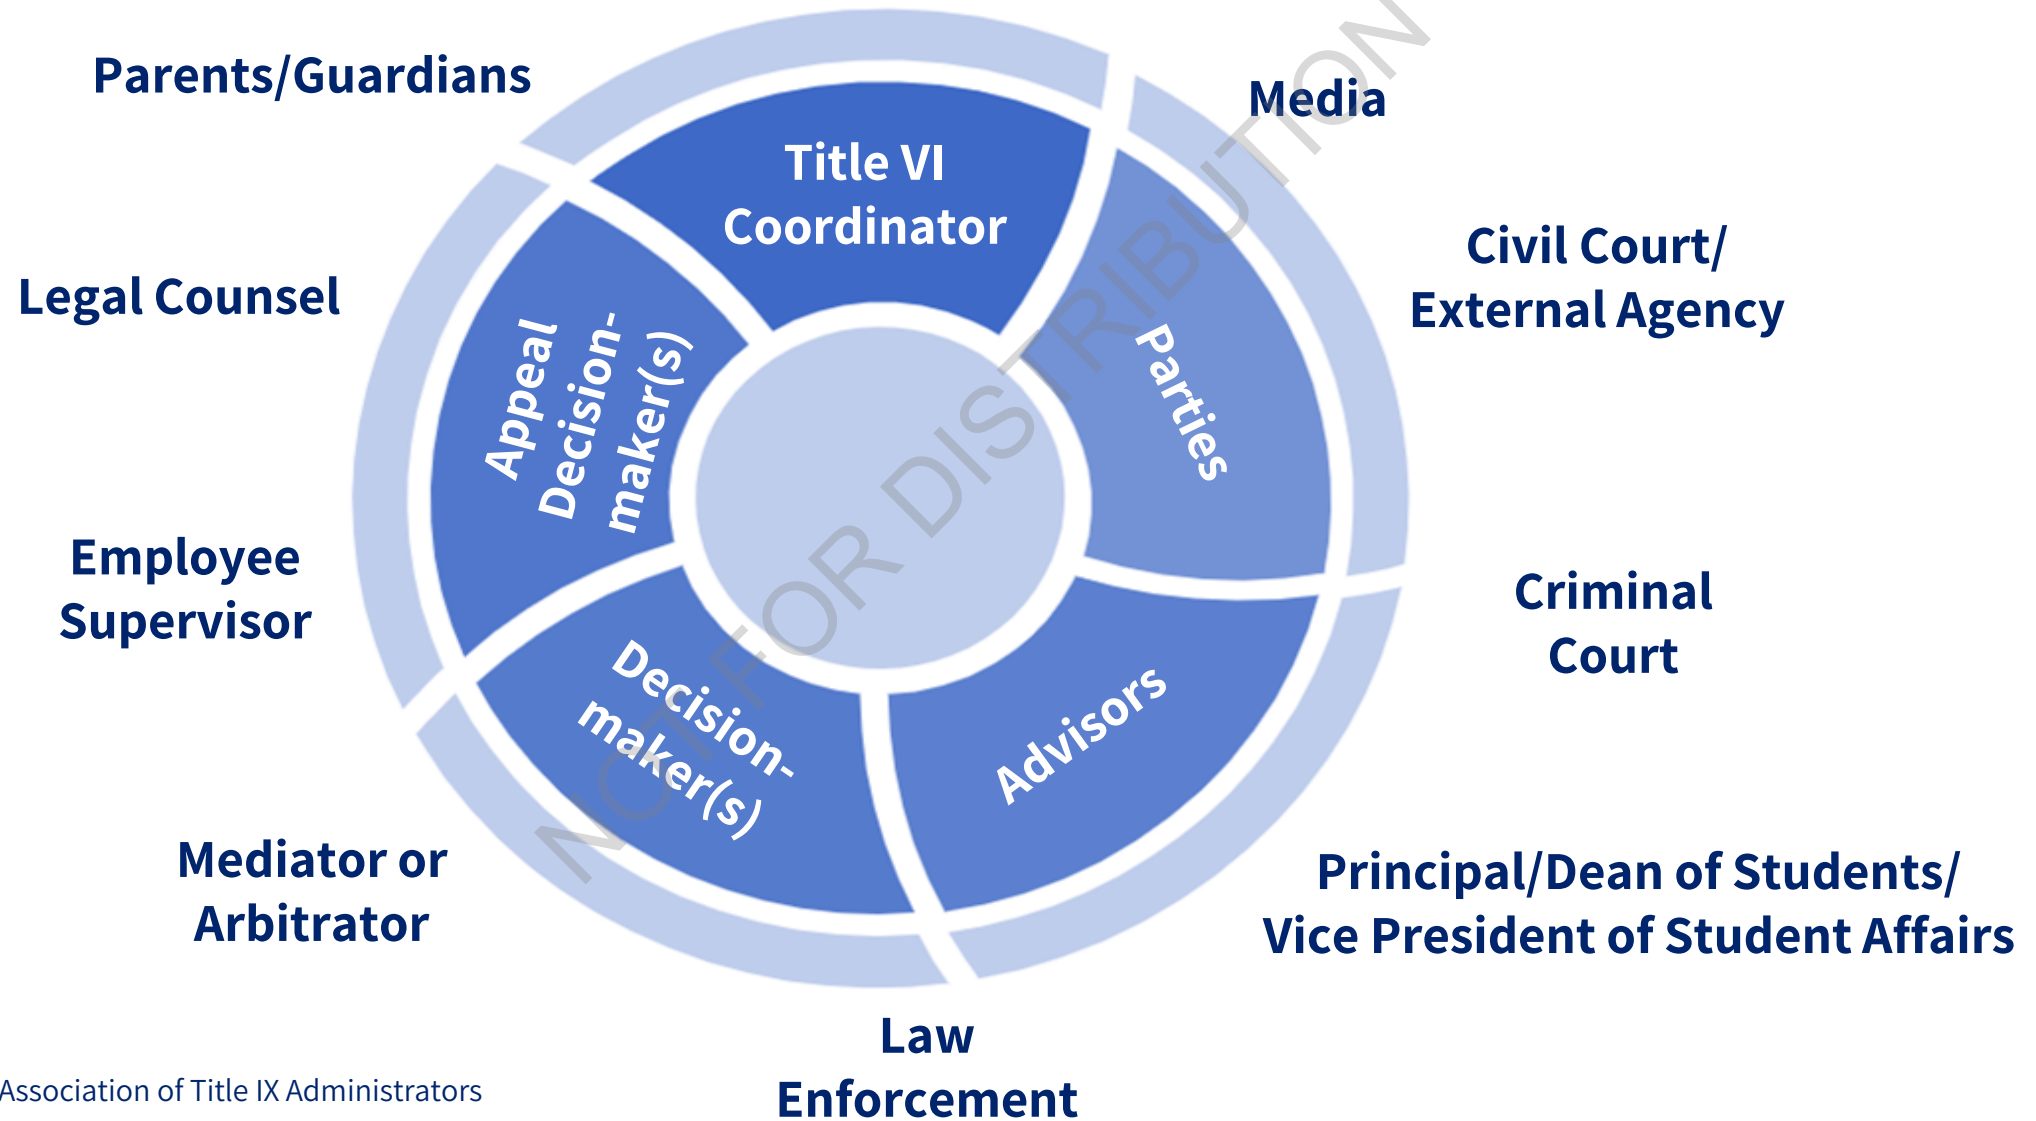 Parents/Guardians
Media
Title VI
Coordinator
Civil Court/
External Agency
Legal Counsel
Appeal
Decision-
maker(s)
Parties
Employee
Supervisor
Criminal
Court
Decision-
maker(s)
Advisors
Mediator or
Arbitrator
Principal/Dean of Students/
Vice President of Student Affairs
Law
Enforcement
Association of Title IX Administrators
NOT FOR DISTRIBUTION